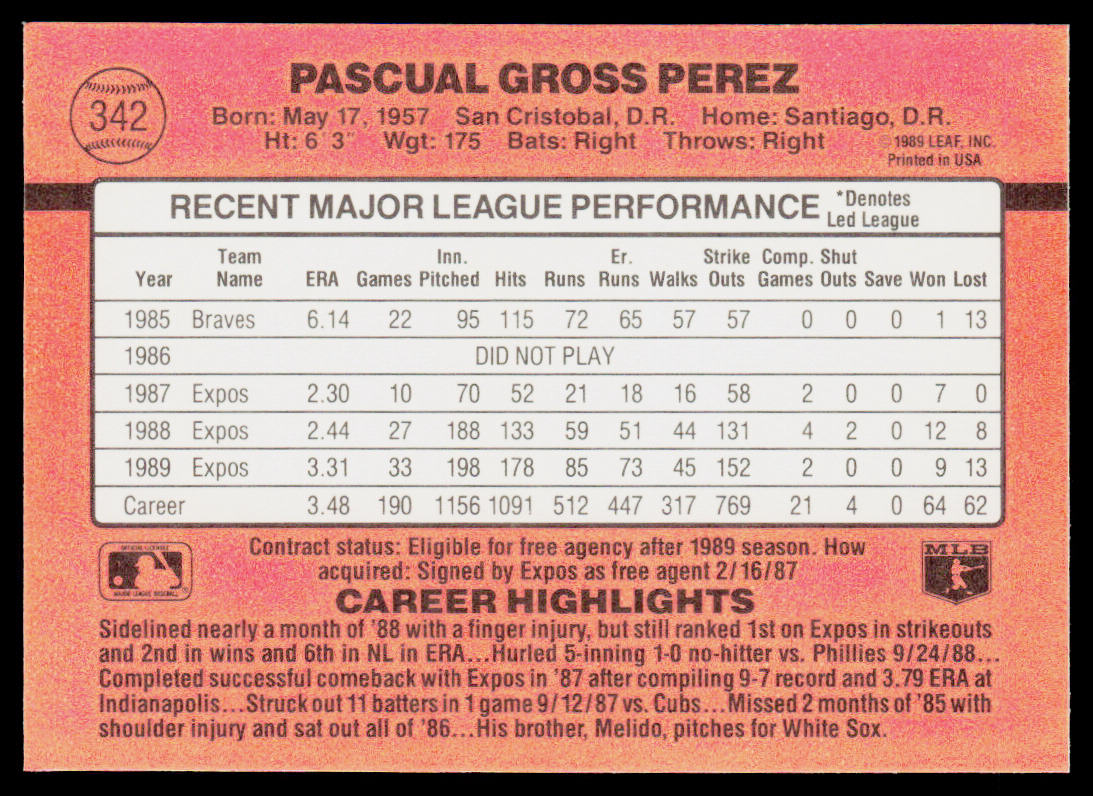 342
PASCUAL GROSS PEREZ
Born: May 17, 1957 San Cristobal, D.R. Home: Santiago, D.R.
Ht: 6' 3" Wgt: 175 Bats: Right Throws: Right
© 1989 LEAF, INC.
Printed in USA
RECENT MAJOR LEAGUE PERFORMANCE
*Denotes
Led League
Team Inn. Er. Strike Comp. Shut
Year Name ERA Games Pitched Hits Runs Runs Walks Outs Games Outs Save Won Lost
1985 Braves 6.14 22 95 115 72 65 57 57 0 0 0 1 13
1986 DID NOT PLAY
1987 Expos 2.30 10 70 52 21 18 16 58 2 0 0 7 0
1988 Expos 2.44 27 188 133 59 51 44 131 4 2 0 12 8
1989 Expos 3.31 33 198 178 85 73 45 152 2 0 0 9 13
Career 3.48 190 1156 1091 512 447 317 769 21 4 0 64 62
Contract status: Eligible for free agency after 1989 season. How
acquired: Signed by Expos as free agent 2/16/87
MLB
MAJOR LEAGUE BASEBALL
CAREER HIGHLIGHTS
Sidelined nearly a month of '88 with a finger injury, but still ranked 1st on Expos in strikeouts
and 2nd in wins and 6th in NL in ERA...Hurled 5-inning 1-0 no-hitter vs. Phillies 9/24/88...
Completed successful comeback with Expos in '87 after compiling 9-7 record and 3.79 ERA at
Indianapolis...Struck out 11 batters in 1 game 9/12/87 vs. Cubs...Missed 2 months of '85 with
shoulder injury and sat out all of '86...His brother, Melido, pitches for White Sox.